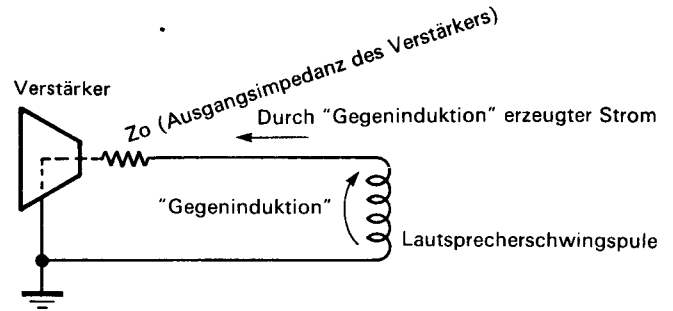 Zo (Ausgangsimpedanz des Verstärkers)
Verstärker
Durch "Gegeninduktion" erzeugter Strom
"Gegeninduktion"
Lautsprecherschwingspule